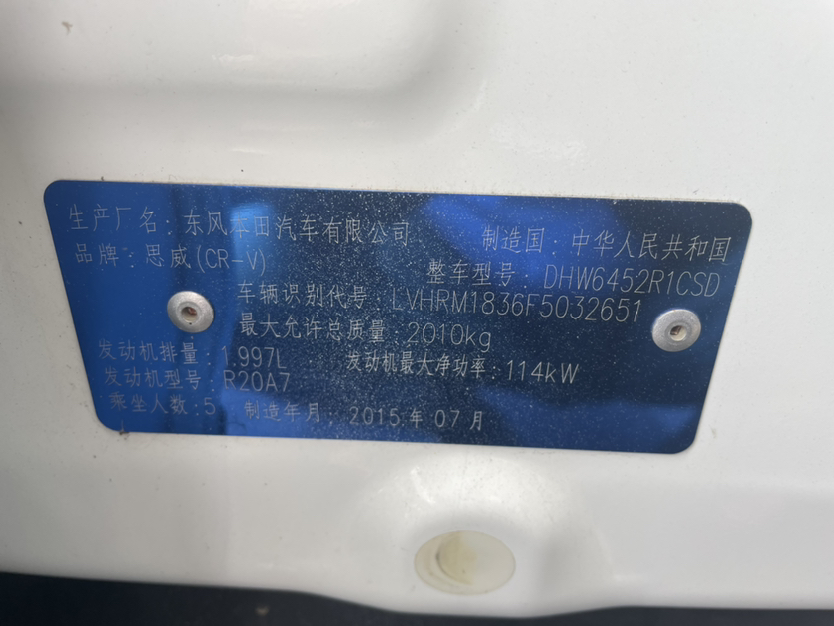 生产厂名：东风本田汽车有限公司 制造国：中华人民共和国
品牌：思威(CR-V) 整车型号：DHW6452R1CSD
车辆识别代号：LVHRM1836F5032651
最大允许总质量：2010kg
发动机排量：1.997L 发动机最大净功率：114kW
发动机型号：R20A7
乘坐人数：5 制造年月：2015年07月